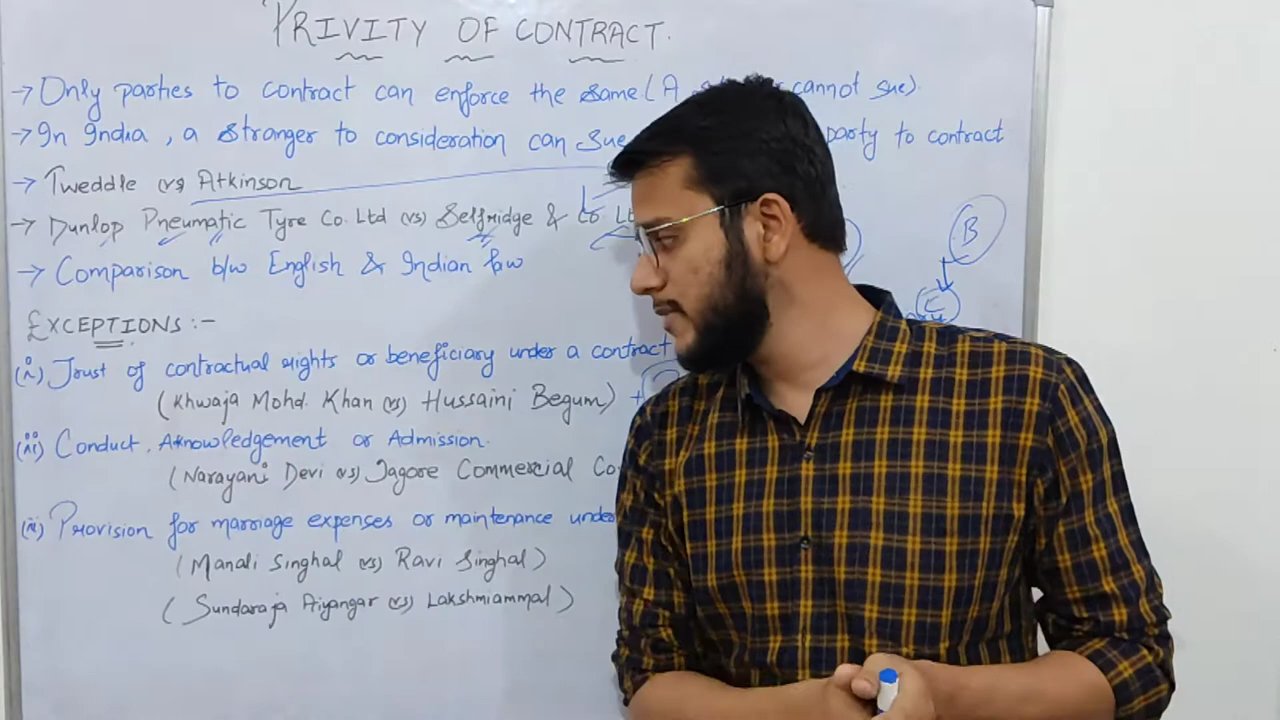 PRIVITY OF CONTRACT.
→ Only parties to contract can enforce the same (A cannot sue)
→ In India, a stranger to consideration can sue party to contract
→ Tweddle vs Atkinson
→ Dunlop Pneumatic Tyre Co. Ltd (vs) Selfridge & Co
B
→ Comparison b/w English & Indian law
C
EXCEPTIONS :-
(i) Trust of contractual rights or beneficiary under a contract
(Khwaja Mohd. Khan (vs) Hussaini Begum) +
(ii) Conduct, Aknowledgement or Admission.
(Narayani Devi (vs) Tagore Commercial Co
Provision for marriage expenses or maintenance under
(Manali Singhal (vs) Ravi Singhal)
(Sundaraja Aiyangar (vs) Lakshmiammal)